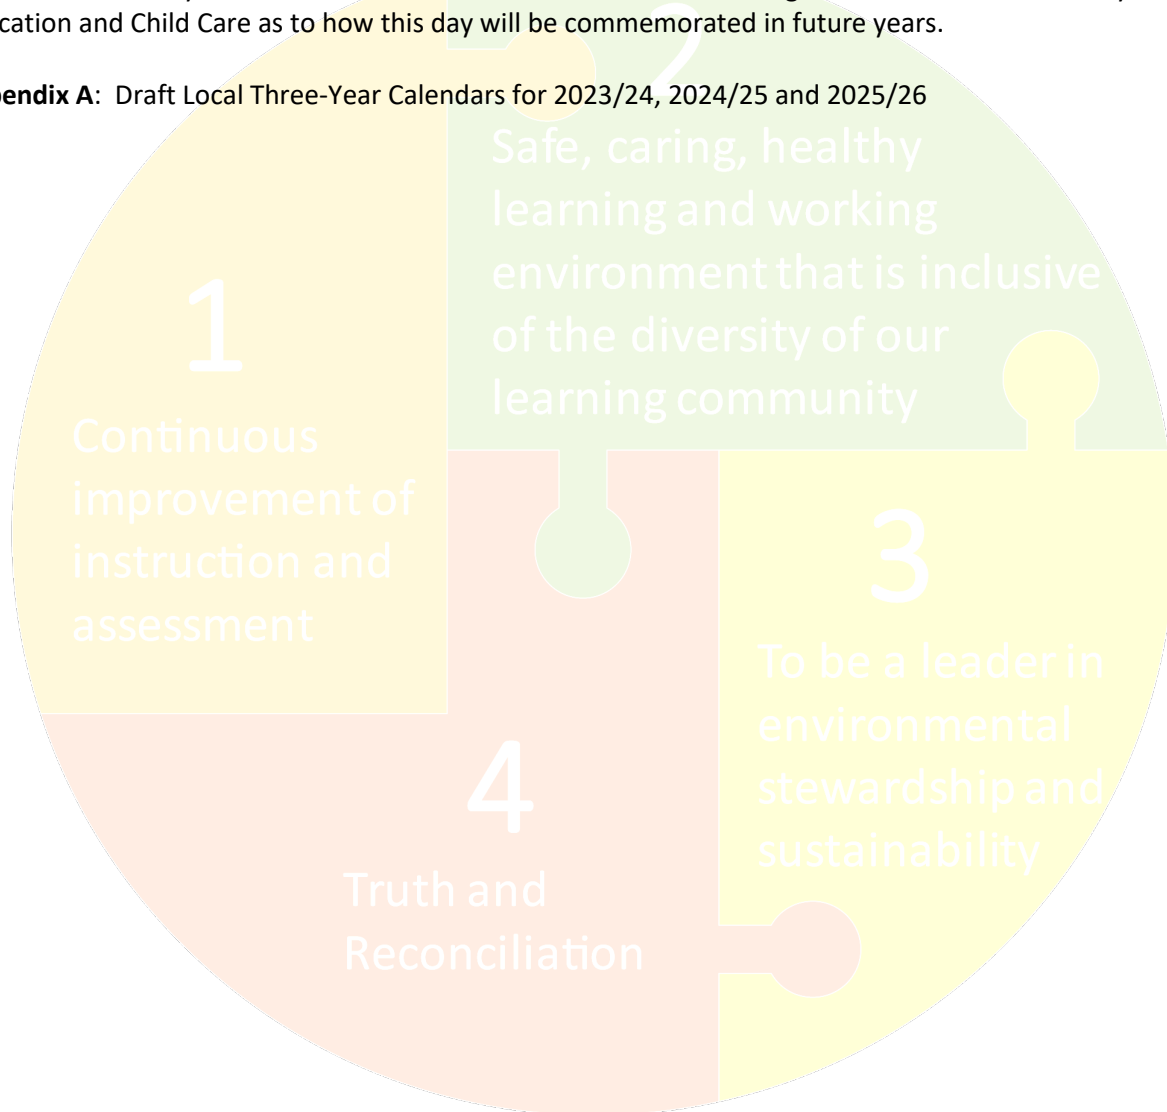 cation and Child Care as to how this day will be commemorated in future years.
endix A: Draft Local Three-Year Calendars for 2023/24, 2024/25 and 2025/26
2
Safe, caring, healthy
learning and working
environment that is inclusive
of the diversity of our
learning community
1
Continuous
improvement of
instruction and
assessment
3
To be a leader in
environmental
stewardship and
sustainability
4
Truth and
Reconciliation